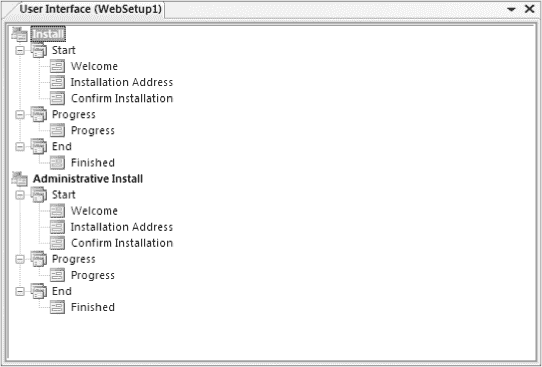 User Interface (WebSetup1)
Install
Start
Welcome
Installation Address
Confirm Installation
Progress
Progress
End
Finished
Administrative Install
Start
Welcome
Installation Address
Confirm Installation
Progress
Progress
End
Finished